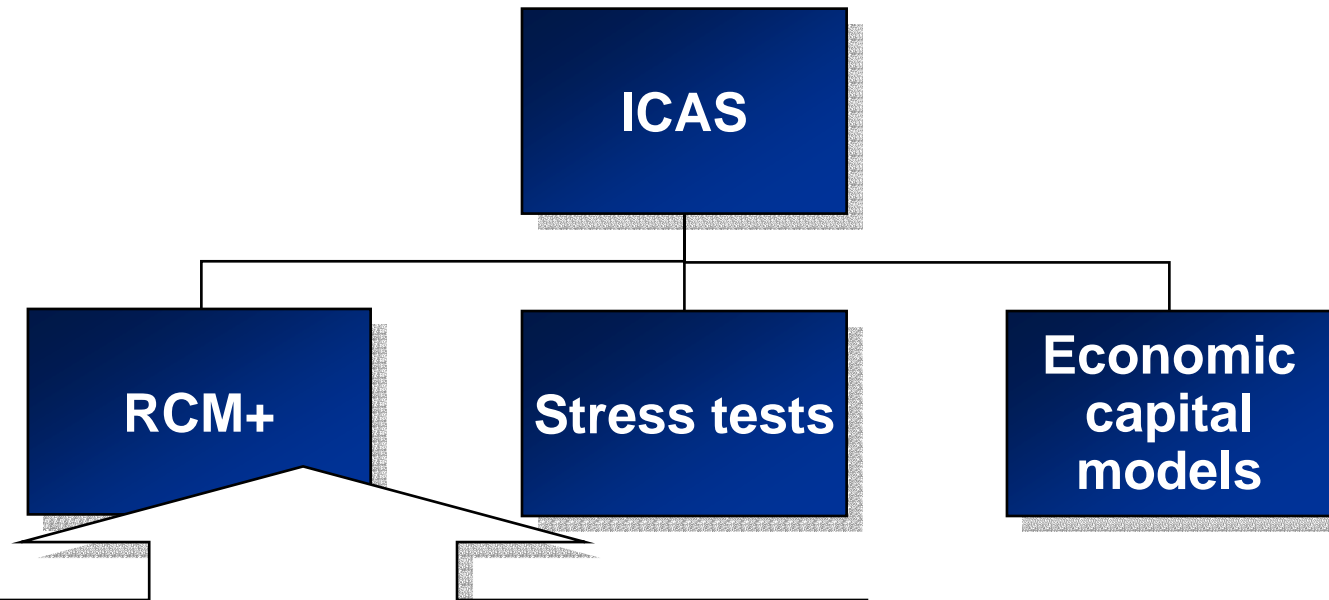 ICAS
RCM+
Stress tests
Economic
capital
models